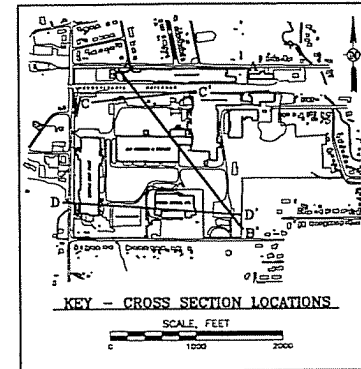 B
C
C'
D
D'
B'
KEY - CROSS SECTION LOCATIONS
SCALE, FEET
0 1000 2000